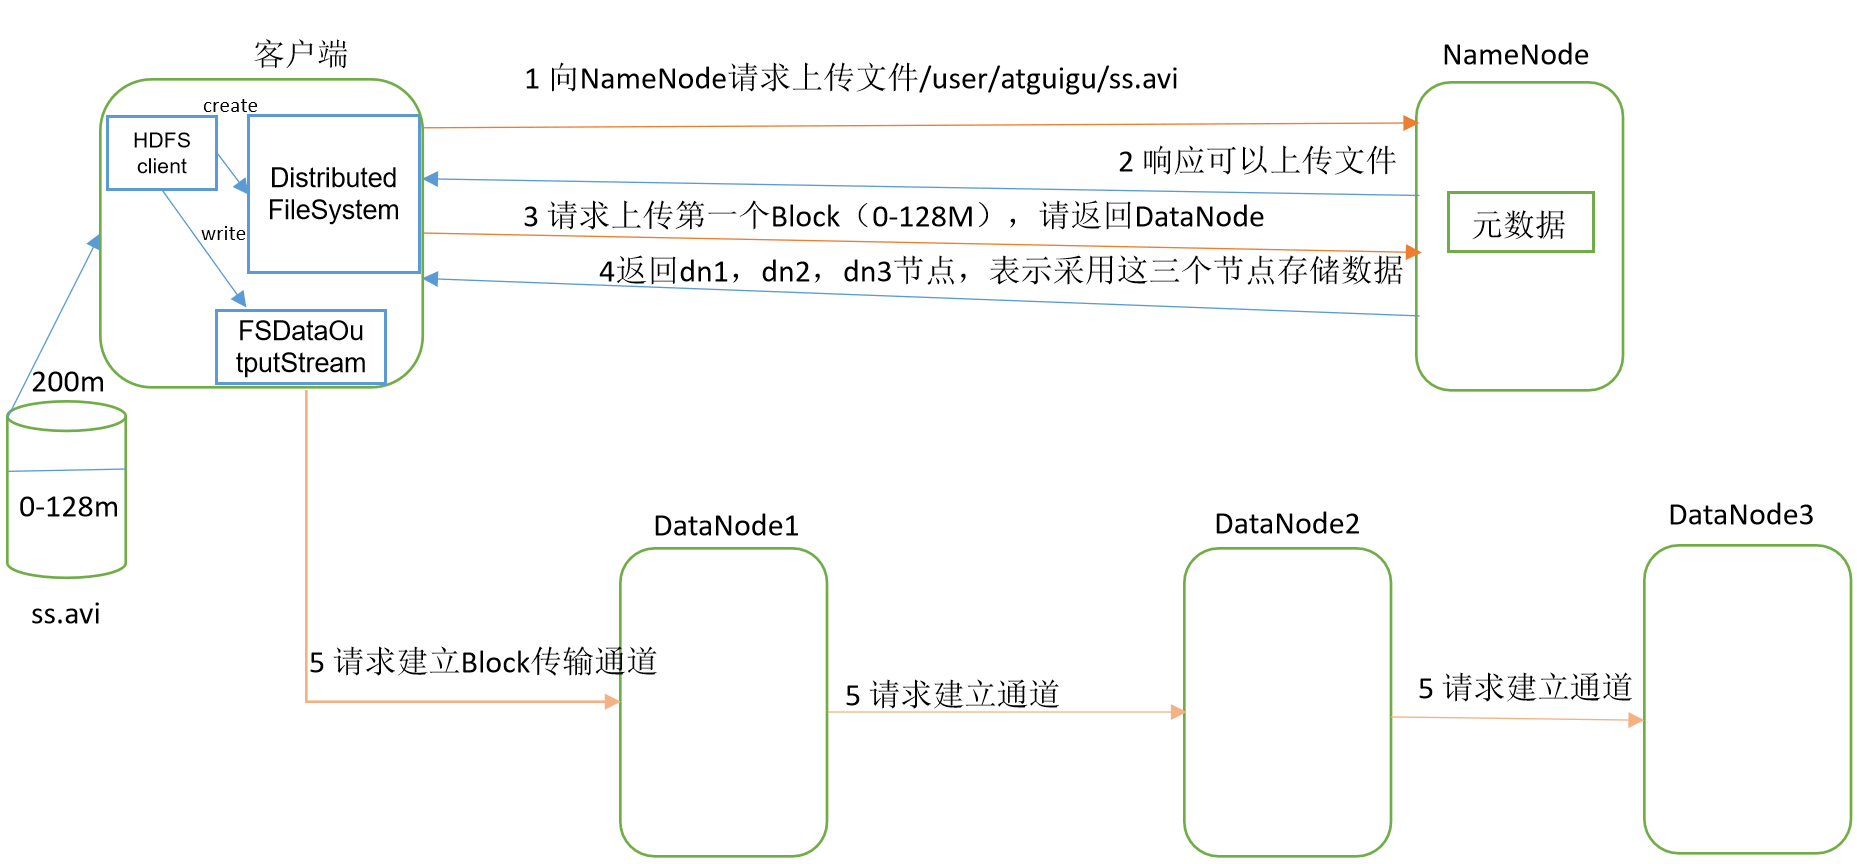 客户端
NameNode
1 向NameNode请求上传文件/user/atguigu/ss.avi
create
HDFS
client
Distributed
FileSystem
2 响应可以上传文件
3 请求上传第一个Block（0-128M），请返回DataNode
元数据
write
4返回dn1，dn2，dn3节点，表示采用这三个节点存储数据
FSDataOu
tputStream
200m
0-128m
ss.avi
DataNode1
DataNode2
DataNode3
5 请求建立Block传输通道
5 请求建立通道
5 请求建立通道